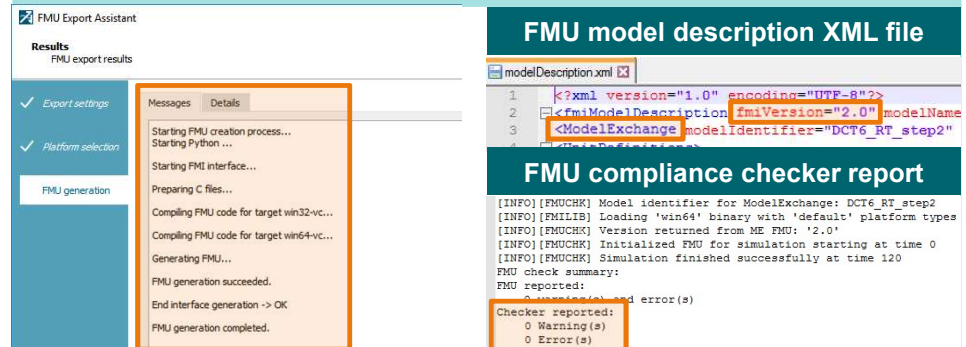 FMU Export Assistant
Results
FMU export results
Export settings
Platform selection
FMU generation
Messages Details
Starting FMU creation process...
Starting Python ...
Starting FMI interface...
Preparing C files...
Compiling FMU code for target win32-vc...
Compiling FMU code for target win64-vc...
Generating FMU...
FMU generation succeeded.
End interface generation -> OK
FMU generation completed.
FMU model description XML file
modelDescription.xml
1 <?xml version="1.0" encoding="UTF-8"?>
2 <fmiModelDescription fmiVersion="2.0" modelName
3 <ModelExchange modelIdentifier="DCT6_RT_step2"
4 <UnitDefinitions>
FMU compliance checker report
[INFO][FMUCHK] Model identifier for ModelExchange: DCT6_RT_step2
[INFO][FMILIB] Loading 'win64' binary with 'default' platform types
[INFO][FMUCHK] Version returned from ME FMU: '2.0'
[INFO][FMUCHK] Initialized FMU for simulation starting at time 0
[INFO][FMUCHK] Simulation finished successfully at time 120
FMU check summary:
FMU reported:
0 warning(s) and error(s)
Checker reported:
0 Warning(s)
0 Error(s)